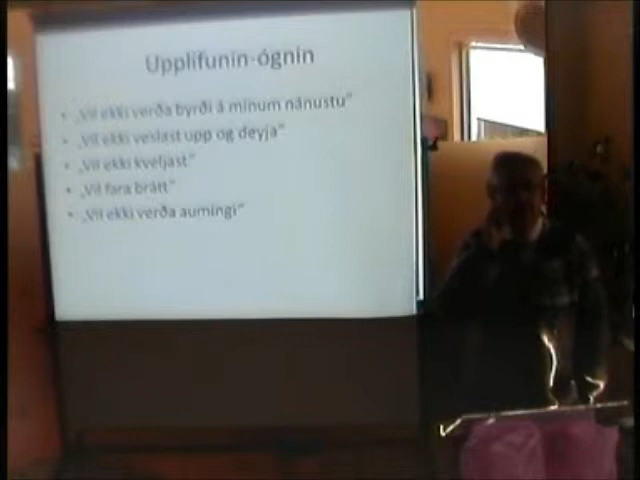 Upplifunin-ógnin
• „Vil ekki verða byrði á mínum nánustu“
• „Vil ekki veslast upp og deyja“
• „Vil ekki kveljast“
• „Vil fara brátt“
• „Vil ekki verða aumingi“